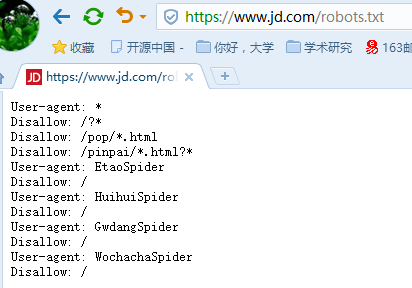 https://www.jd.com/robots.txt
收藏 开源中国 - 你好，大学 学术研究 163邮
JD https://www.jd.com/rob
User-agent: *
Disallow: /?*
Disallow: /pop/*.html
Disallow: /pinpai/*.html?*
User-agent: EtaoSpider
Disallow: /
User-agent: HuihuiSpider
Disallow: /
User-agent: GwdangSpider
Disallow: /
User-agent: WochachaSpider
Disallow: /